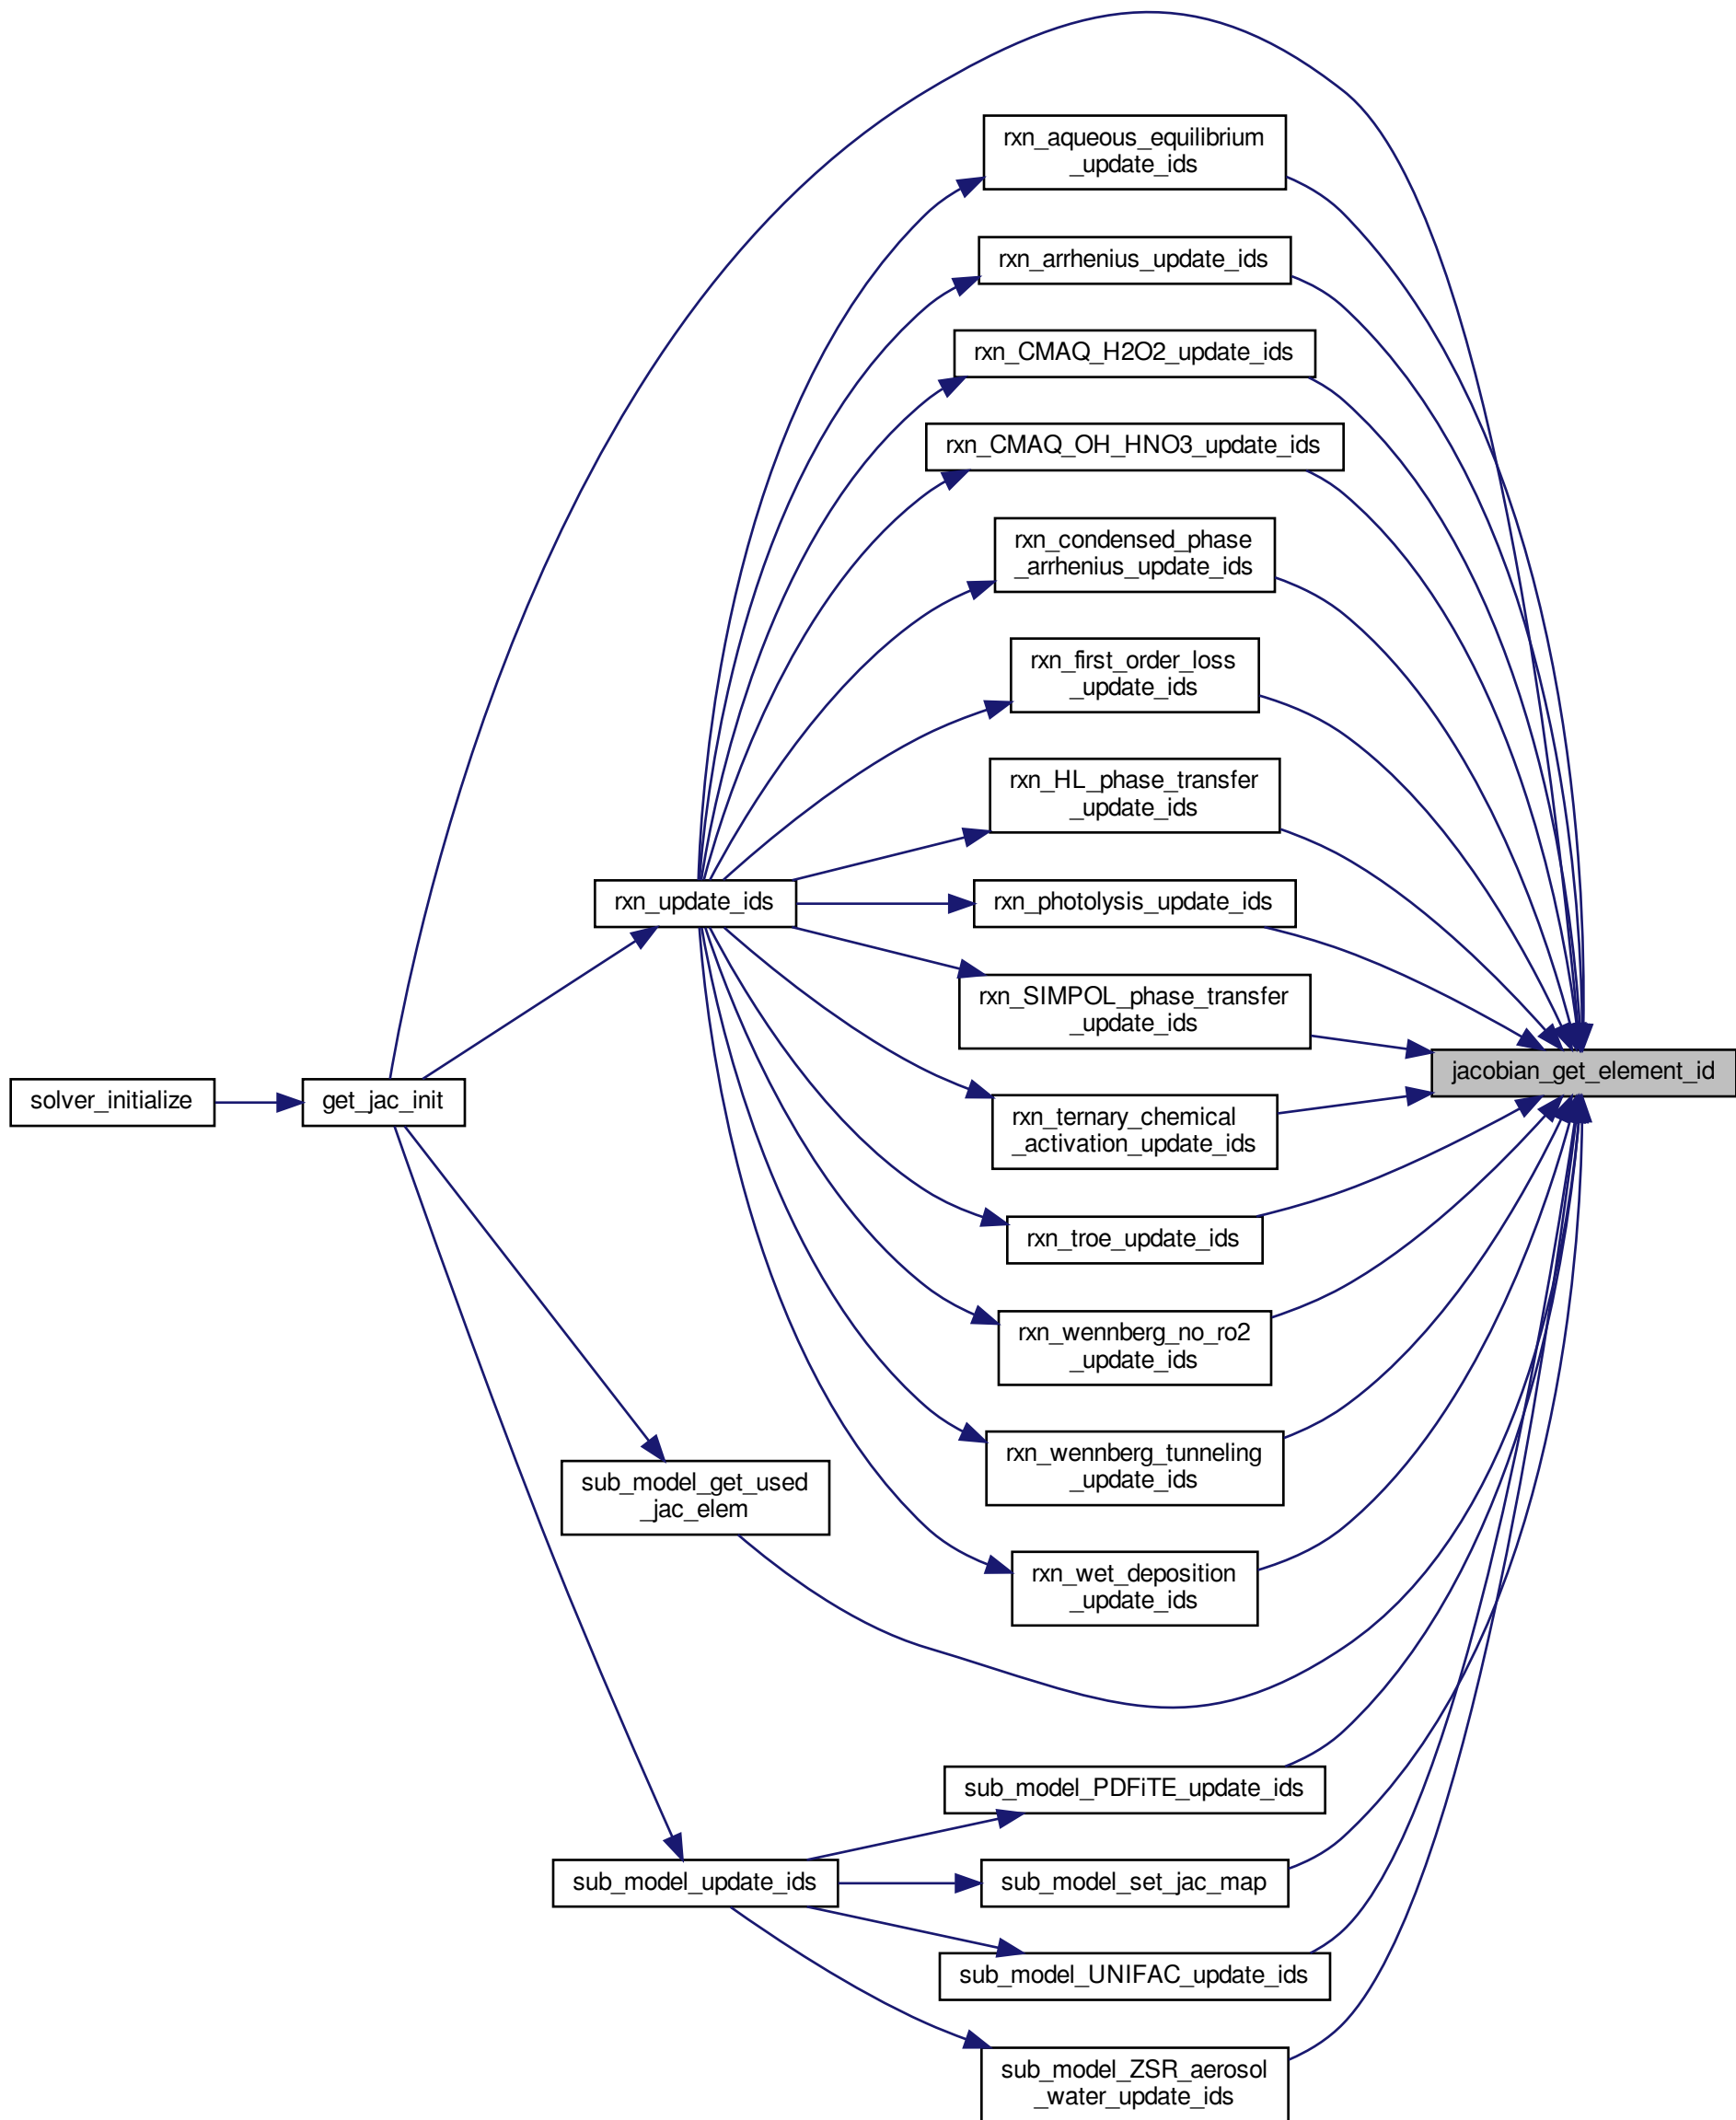 rxn_aqueous_equilibrium
_update_ids
rxn_arrhenius_update_ids
rxn_CMAQ_H2O2_update_ids
rxn_CMAQ_OH_HNO3_update_ids
rxn_condensed_phase
_arrhenius_update_ids
rxn_first_order_loss
_update_ids
rxn_HL_phase_transfer
_update_ids
rxn_update_ids
rxn_photolysis_update_ids
rxn_SIMPOL_phase_transfer
_update_ids
jacobian_get_element_id
solver_initialize
get_jac_init
rxn_ternary_chemical
_activation_update_ids
rxn_troe_update_ids
rxn_wennberg_no_ro2
_update_ids
rxn_wennberg_tunneling
_update_ids
sub_model_get_used
_jac_elem
rxn_wet_deposition
_update_ids
sub_model_PDFiTE_update_ids
sub_model_update_ids
sub_model_set_jac_map
sub_model_UNIFAC_update_ids
sub_model_ZSR_aerosol
_water_update_ids